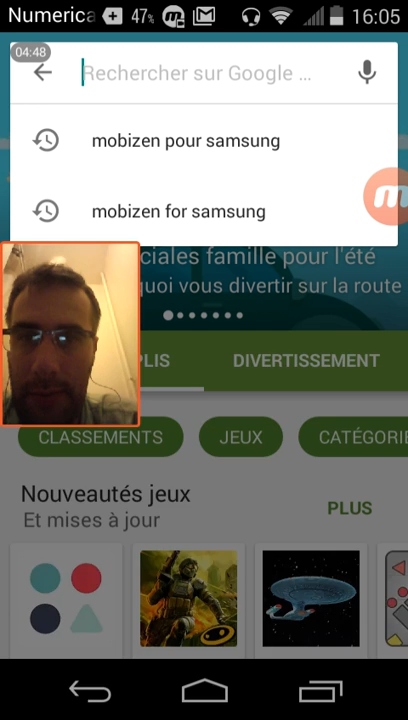 Numerica 47% 16:05
04:48
Rechercher sur Google ...
mobizen pour samsung
mobizen for samsung
ciales famille pour l'été
quoi vous divertir sur la route
PLIS DIVERTISSEMENT
CLASSEMENTS JEUX CATÉGORIE
Nouveautés jeux
Et mises à jour
PLUS